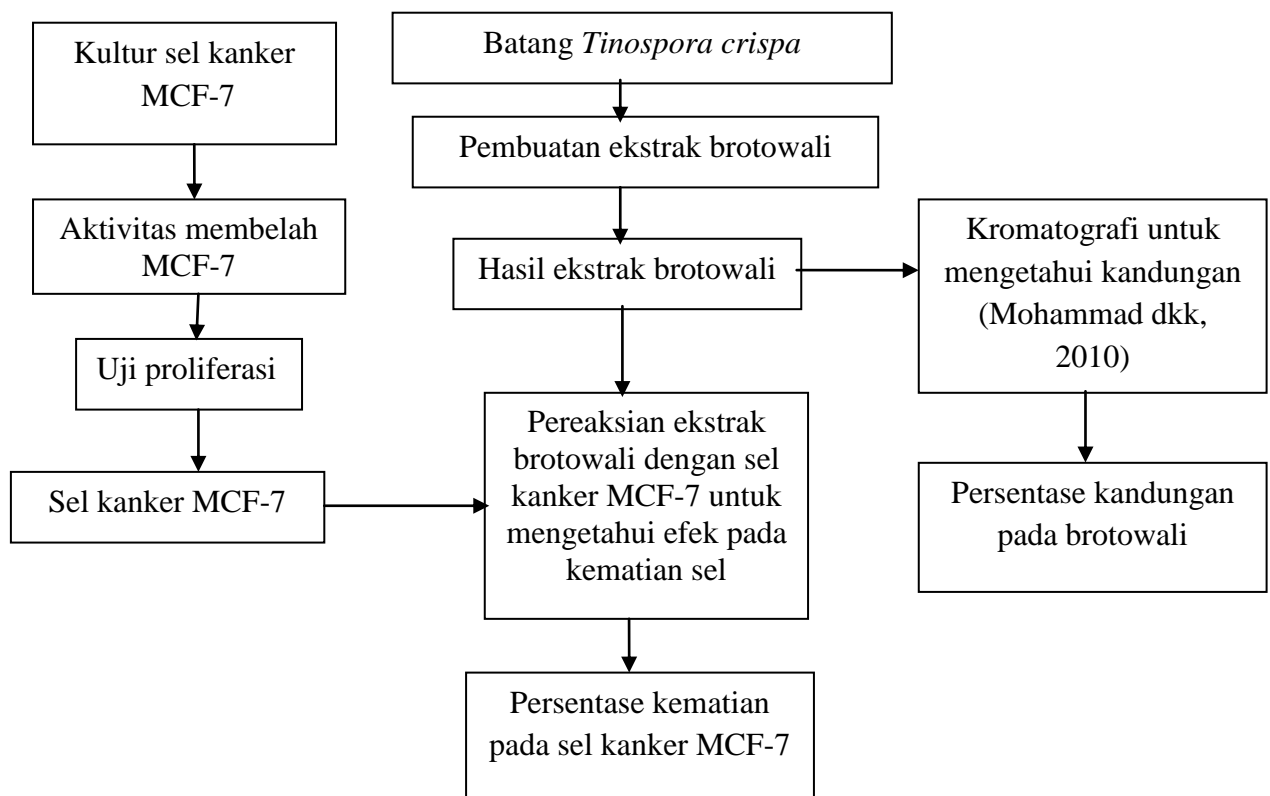 Kultur sel kanker
MCF-7
Aktivitas membelah
MCF-7
Uji proliferasi
Sel kanker MCF-7
Batang Tinospora crispa
Pembuatan ekstrak brotowali
Hasil ekstrak brotowali
Pereaksian ekstrak
brotowali dengan sel
kanker MCF-7 untuk
mengetahui efek pada
kematian sel
Persentase kematian
pada sel kanker MCF-7
Kromatografi untuk
mengetahui kandungan
(Mohammad dkk,
2010)
Persentase kandungan
pada brotowali